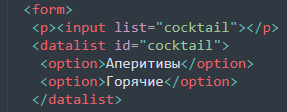 <form>
<p><input list="cocktail"></p>
<datalist id="cocktail">
<option>Аперитивы</option>
<option>Горячие</option>
</datalist>